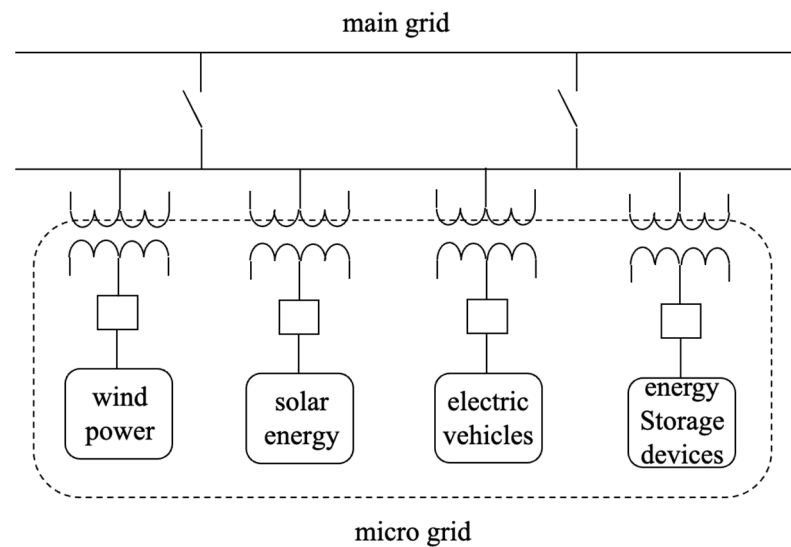 main grid
wind
power
solar
energy
electric
vehicles
energy
Storage
devices
micro grid